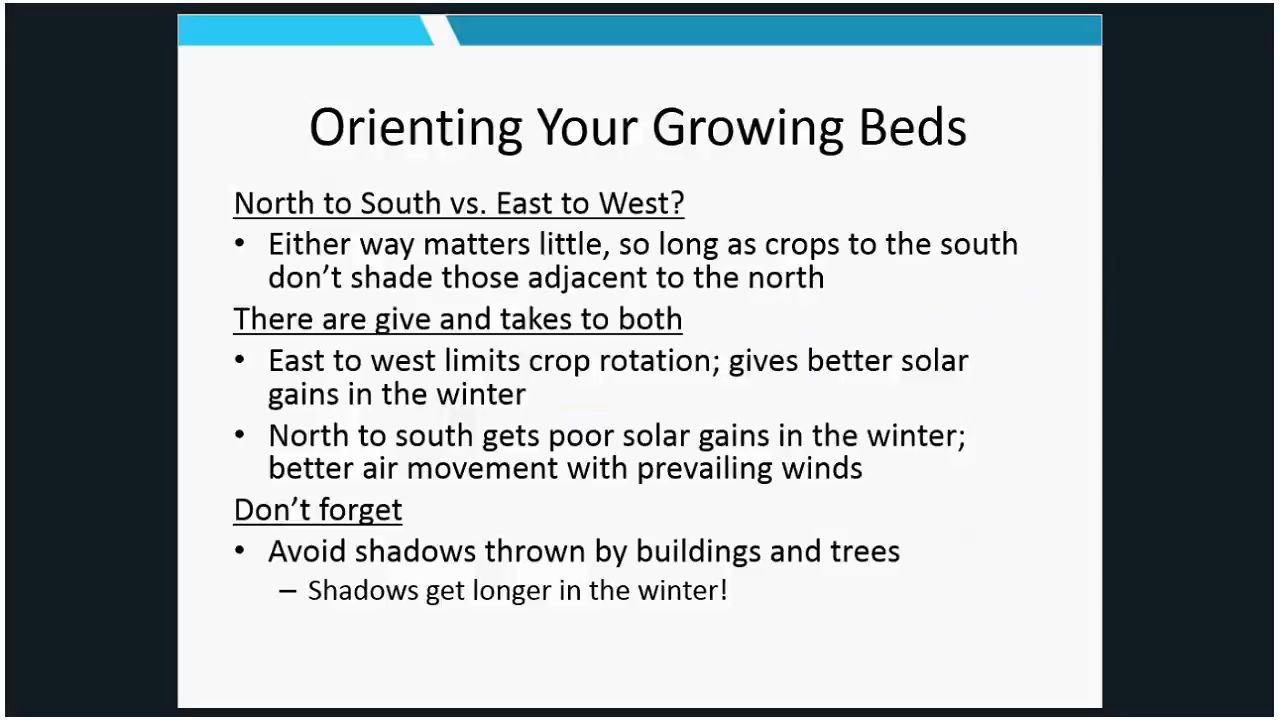 Orienting Your Growing Beds
North to South vs. East to West?
• Either way matters little, so long as crops to the south
don’t shade those adjacent to the north
There are give and takes to both
• East to west limits crop rotation; gives better solar
gains in the winter
• North to south gets poor solar gains in the winter;
better air movement with prevailing winds
Don’t forget
• Avoid shadows thrown by buildings and trees
– Shadows get longer in the winter!